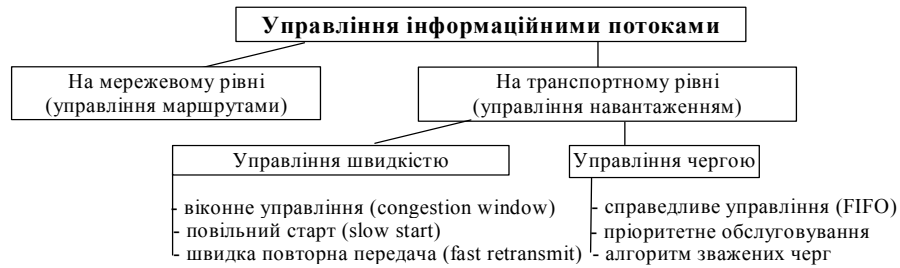 Управління інформаційними потоками
На мережевому рівні
(управління маршрутами)
На транспортному рівні
(управління навантаженням)
Управління швидкістю
- віконне управління (congestion window)
- повільний старт (slow start)
- швидка повторна передача (fast retransmit)
Управління чергою
- справедливе управління (FIFO)
- пріоритетне обслуговування
- алгоритм зважених черг